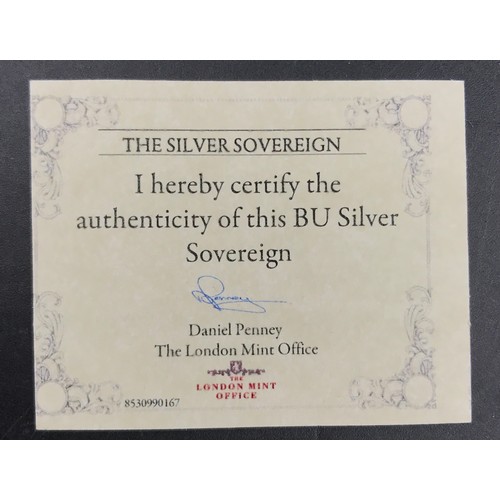 THE SILVER SOVEREIGN
I hereby certify the
authenticity of this BU Silver
Sovereign
Daniel Penney
The London Mint Office
THE
LONDON MINT
OFFICE
8530990167